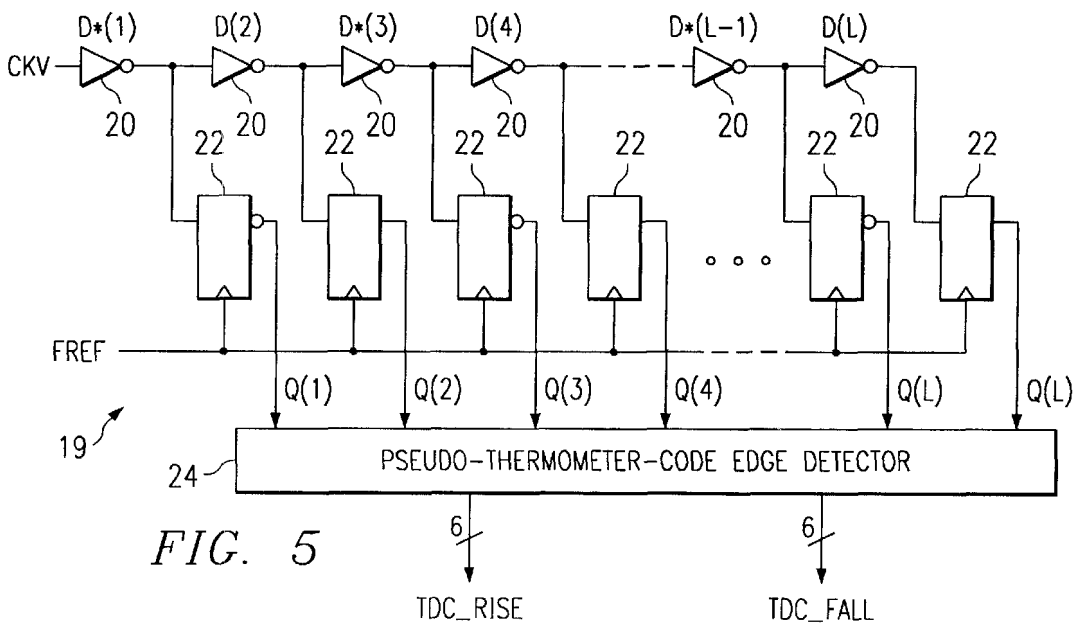 D*(1) D(2) D*(3) D(4) D*(L-1) D(L)
CKV
20 20 20 20 20 20
22 22 22 22 22 22
FREF
Q(1) Q(2) Q(3) Q(4) Q(L) Q(L)
19
24 PSEUDO-THERMOMETER-CODE EDGE DETECTOR
6 6
FIG. 5
TDC_RISE TDC_FALL